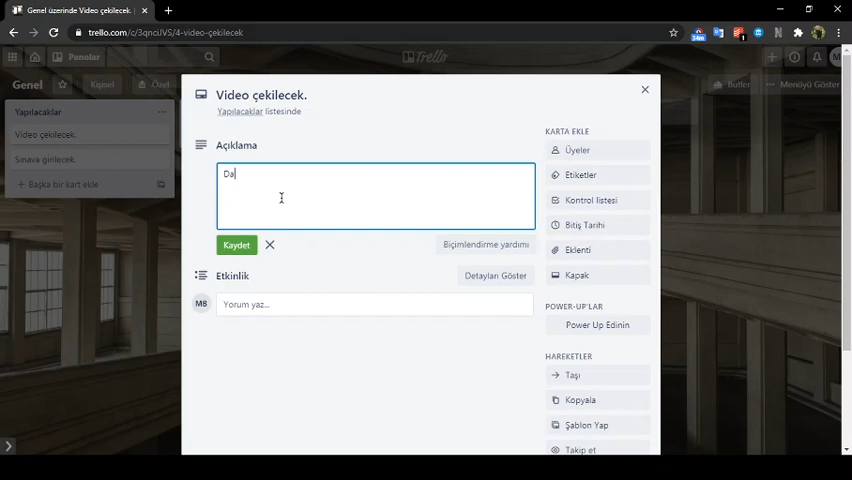 Genel üzerinde Video çekilecek. |
trello.com/c/3qnciJVS/4-video-çekilecek
34m
Panolar
Trello
Genel
Kişisel
Özel
Butler
Menüyü Göster
Yapılacaklar
Video çekilecek.
Sınava girilecek.
Başka bir kart ekle
Video çekilecek.
Yapılacaklar listesinde
Açıklama
Da
Kaydet
Biçimlendirme yardımı
Etkinlik
Detayları Göster
MB
Yorum yaz...
KARTA EKLE
Üyeler
Etiketler
Kontrol listesi
Bitiş Tarihi
Eklenti
Kapak
POWER-UP'LAR
Power Up Edinin
HAREKETLER
Taşı
Kopyala
Şablon Yap
Takip et